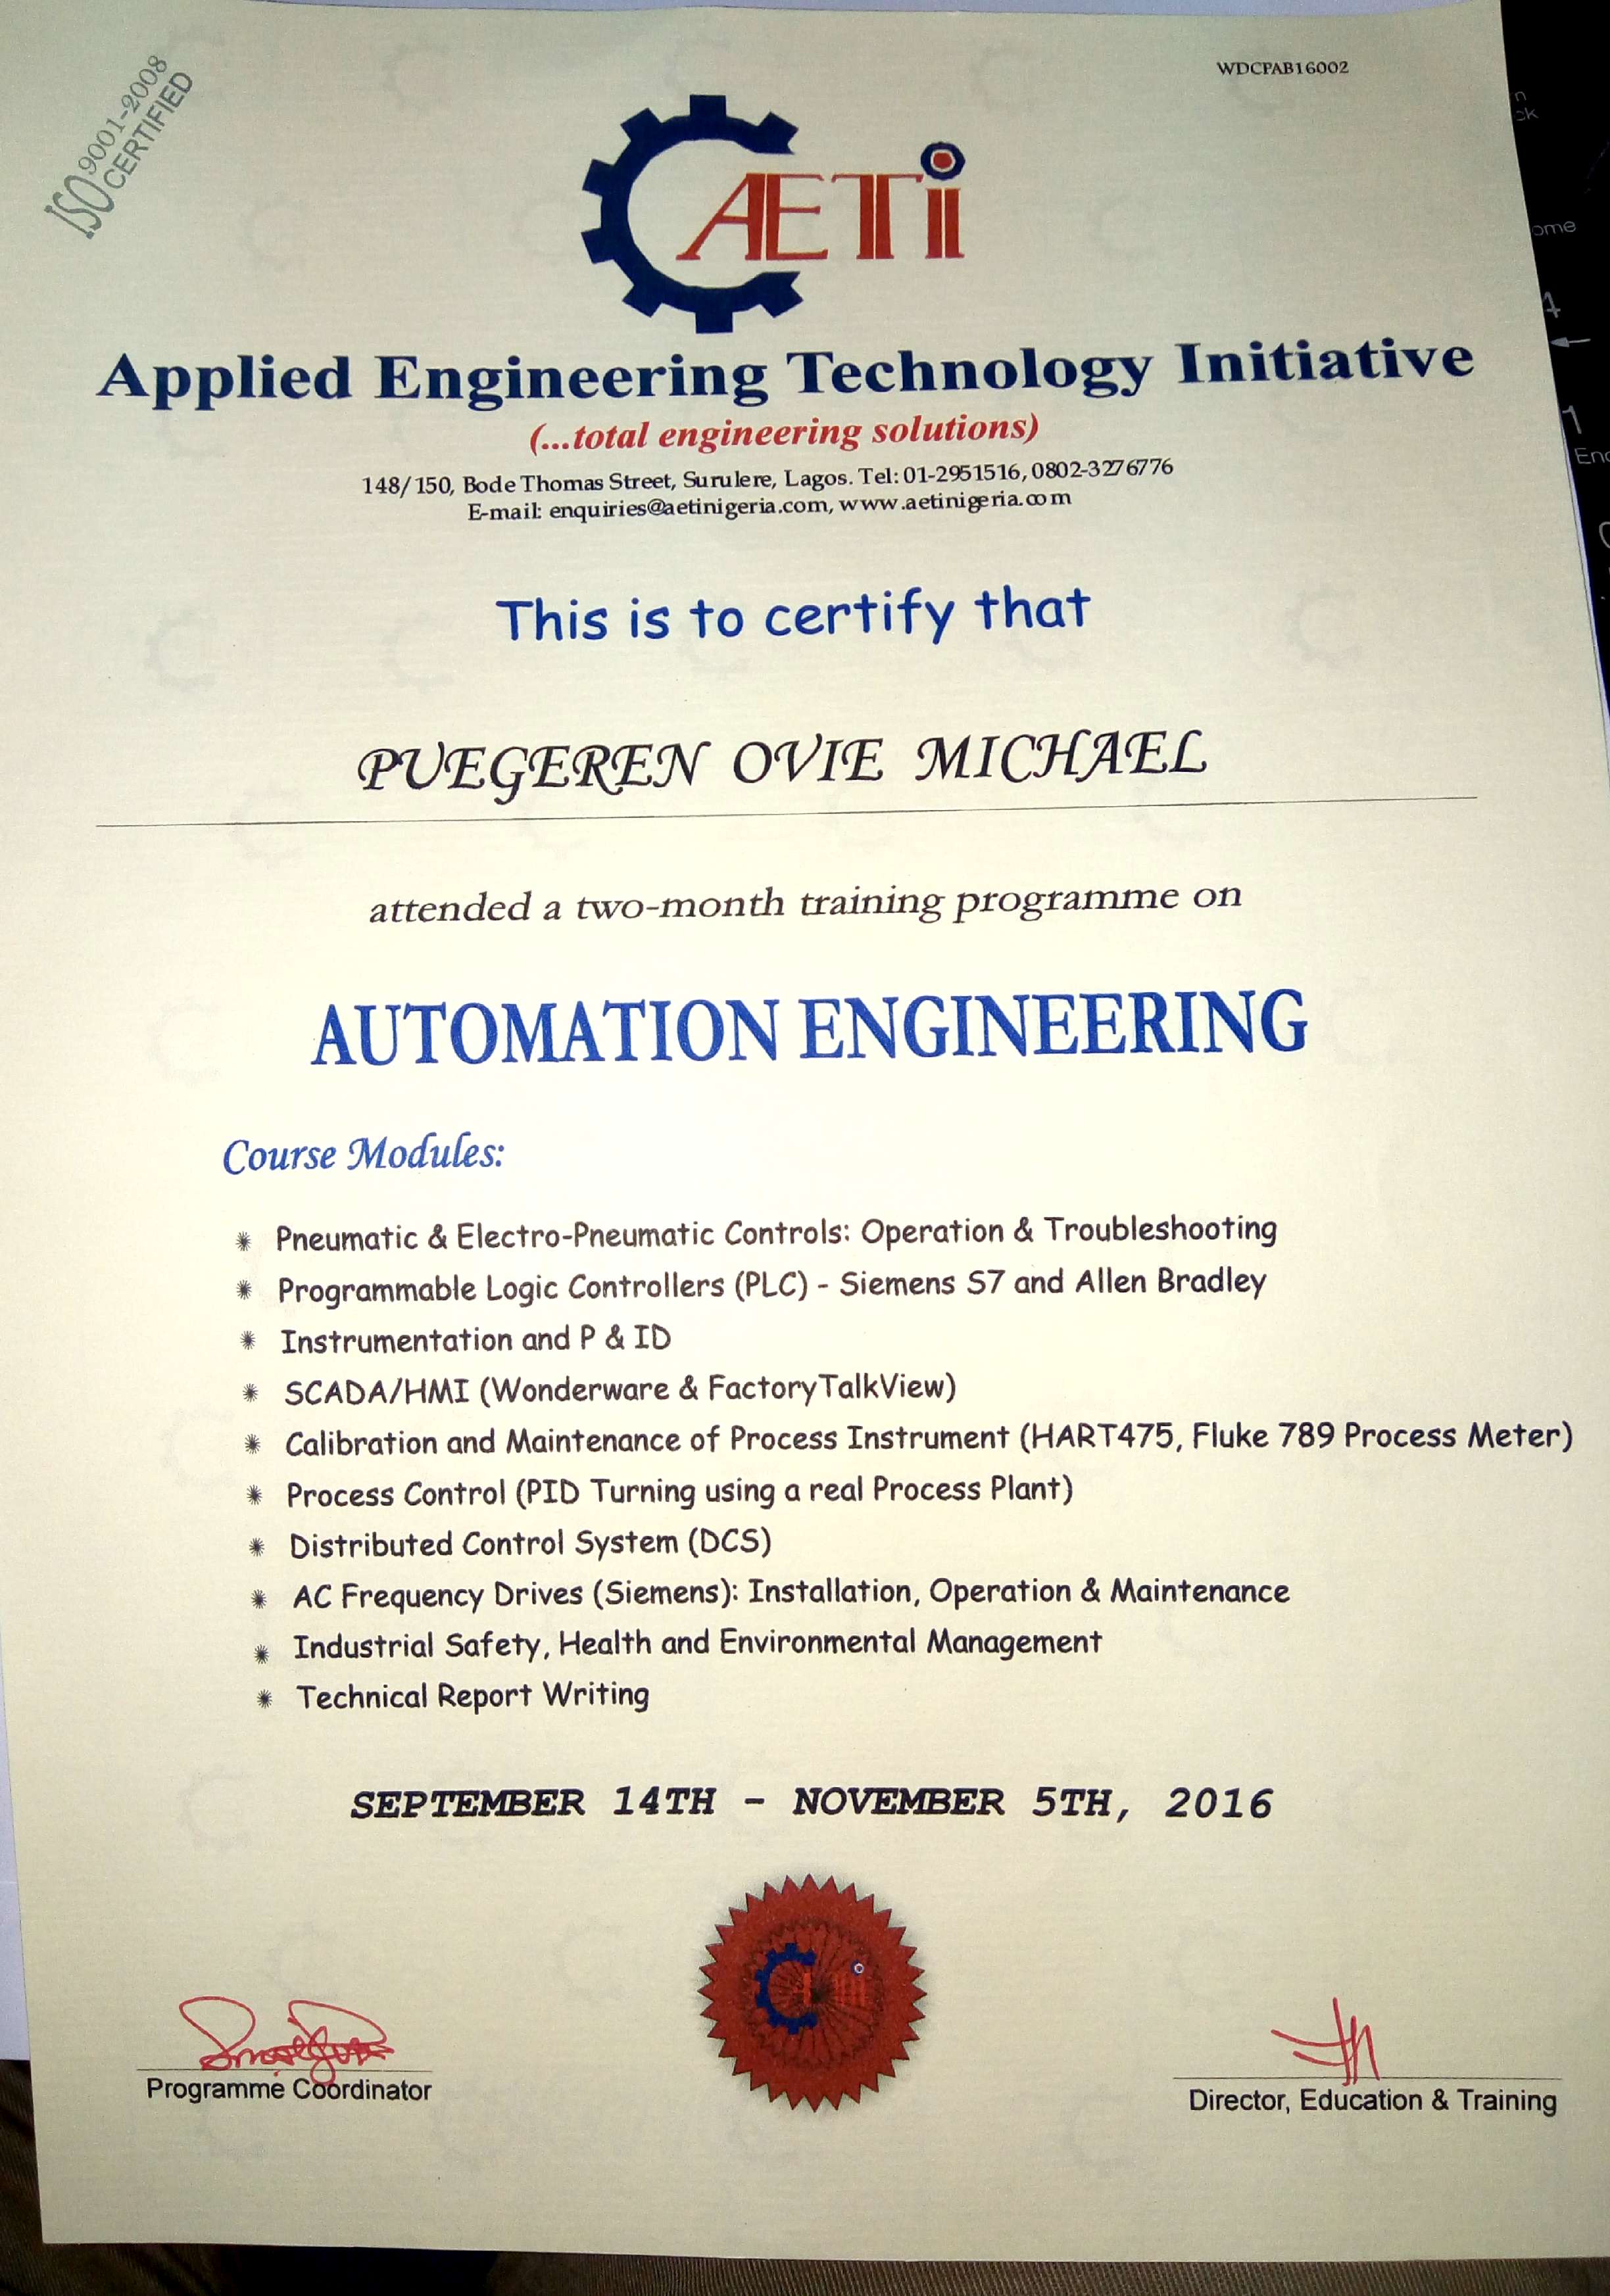 WDCPAB16002
ISO 9001-2008
CERTIFIED
AETi
Applied Engineering Technology Initiative
(...total engineering solutions)
148/150, Bode Thomas Street, Surulere, Lagos. Tel: 01-2951516, 0802-3276776
E-mail: enquiries@aetinigeria.com, www.aetinigeria.com
This is to certify that
PUEGEREN OVIE MICHAEL
attended a two-month training programme on
AUTOMATION ENGINEERING
Course Modules:
Pneumatic & Electro-Pneumatic Controls: Operation & Troubleshooting
Programmable Logic Controllers (PLC) - Siemens S7 and Allen Bradley
Instrumentation and P & ID
SCADA/HMI (Wonderware & FactoryTalkView)
Calibration and Maintenance of Process Instrument (HART475, Fluke 789 Process Meter)
Process Control (PID Turning using a real Process Plant)
Distributed Control System (DCS)
AC Frequency Drives (Siemens): Installation, Operation & Maintenance
Industrial Safety, Health and Environmental Management
Technical Report Writing
SEPTEMBER 14TH - NOVEMBER 5TH, 2016
Programme Coordinator
Director, Education & Training